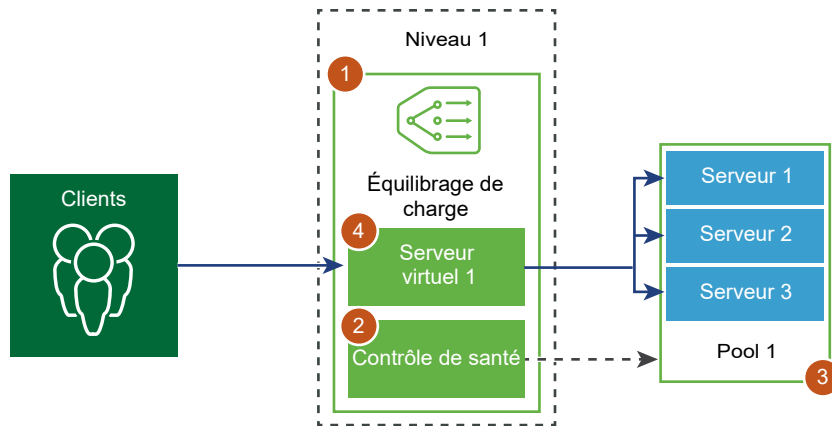 Niveau 1
1
Équilibrage de
charge
Clients
4
Serveur
virtuel 1
2
Contrôle de santé
Serveur 1
Serveur 2
Serveur 3
Pool 1
3